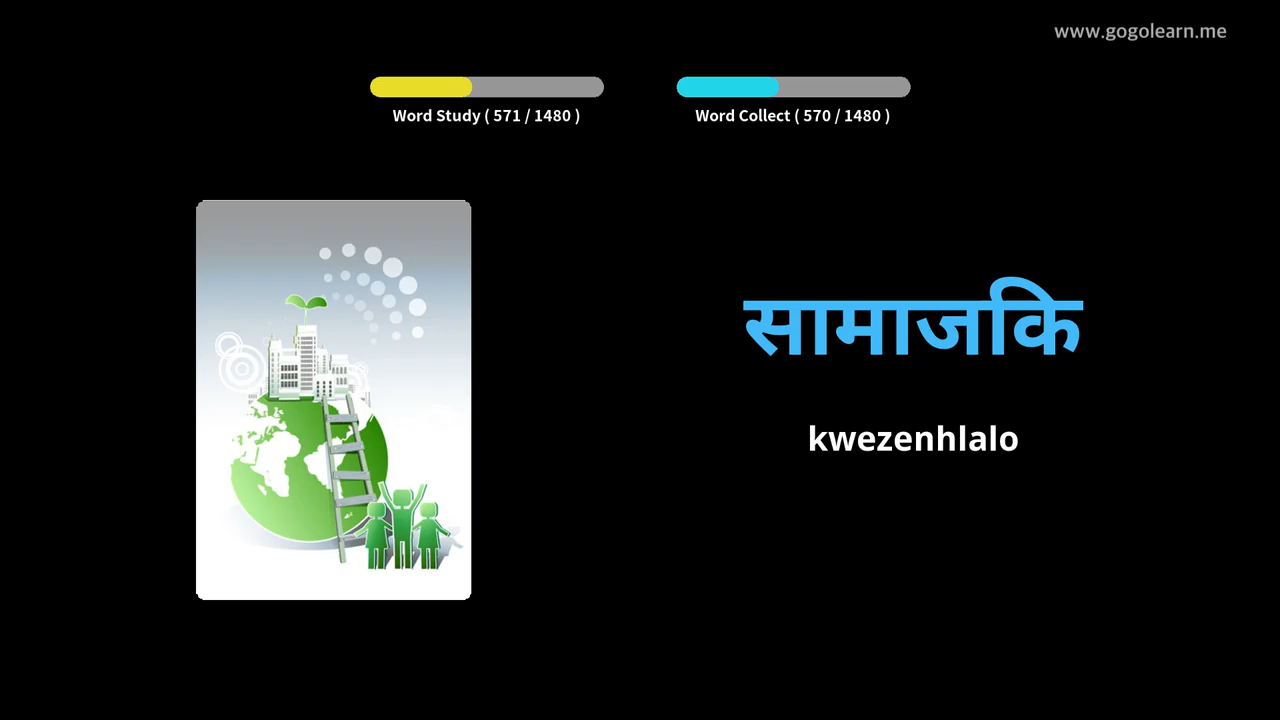 www.gogolearn.me
Word Study ( 571 / 1480 )
Word Collect ( 570 / 1480 )
सामाजकि
kwezenhlalo